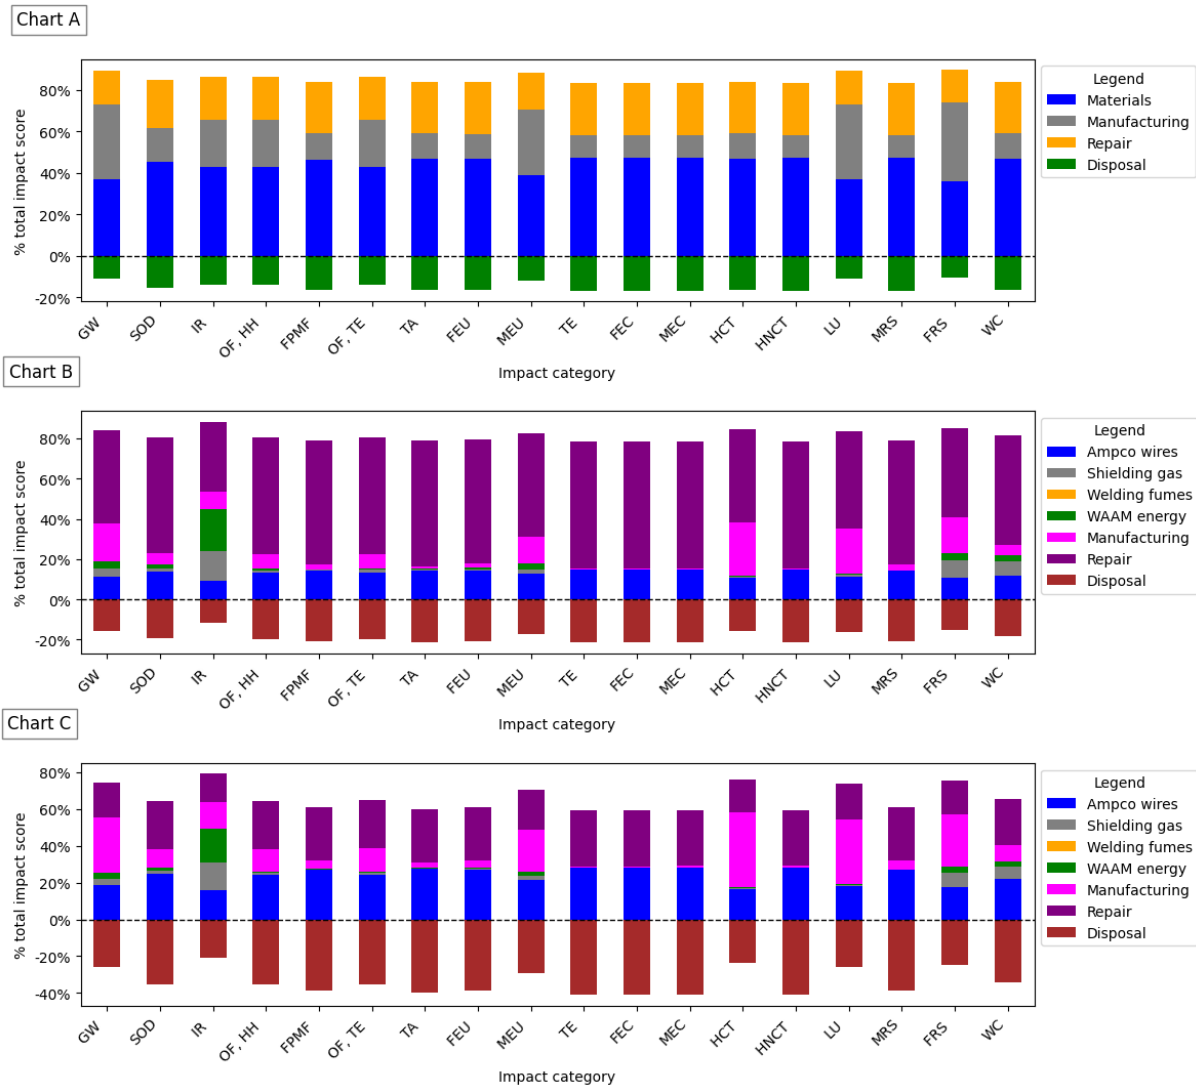 Chart A
% total impact score
80%
60%
40%
20%
0%
-20%
GW SOD IR OF, HH FPMF OF, TE TA FEU MEU TE FEC MEC HCT HNCT LU MRS FRS WC
Impact category
Legend
Materials
Manufacturing
Repair
Disposal
Chart B
% total impact score
80%
60%
40%
20%
0%
-20%
GW SOD IR OF, HH FPMF OF, TE TA FEU MEU TE FEC MEC HCT HNCT LU MRS FRS WC
Impact category
Legend
Ampco wires
Shielding gas
Welding fumes
WAAM energy
Manufacturing
Repair
Disposal
Chart C
% total impact score
80%
60%
40%
20%
0%
-20%
-40%
GW SOD IR OF, HH FPMF OF, TE TA FEU MEU TE FEC MEC HCT HNCT LU MRS FRS WC
Impact category
Legend
Ampco wires
Shielding gas
Welding fumes
WAAM energy
Manufacturing
Repair
Disposal